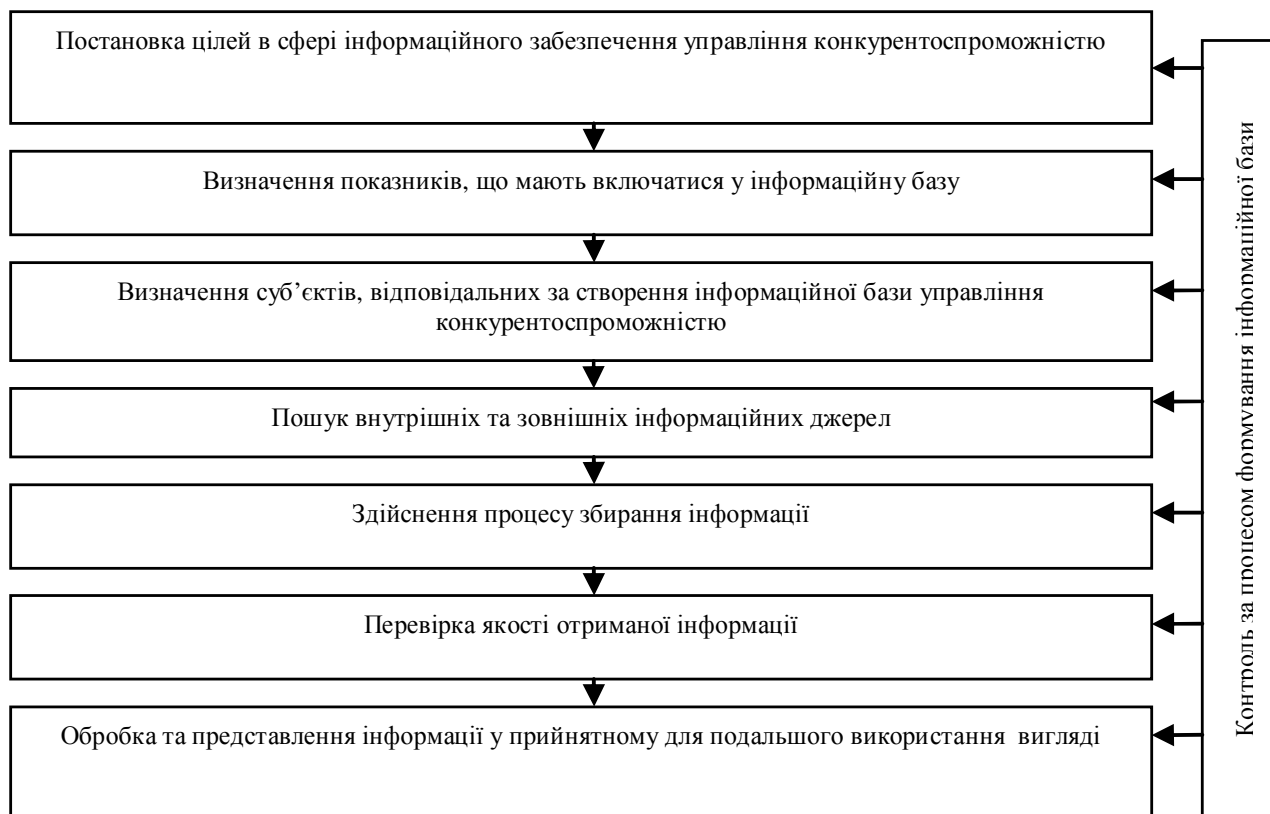 Постановка цілей в сфері інформаційного забезпечення управління конкурентоспроможністю
Визначення показників, що мають включатися у інформаційну базу
Визначення суб’єктів, відповідальних за створення інформаційної бази управління
конкурентоспроможністю
Пошук внутрішніх та зовнішніх інформаційних джерел
Здійснення процесу збирання інформації
Перевірка якості отриманої інформації
Обробка та представлення інформації у прийнятному для подальшого використання вигляді
Контроль за процесом формування інформаційної бази